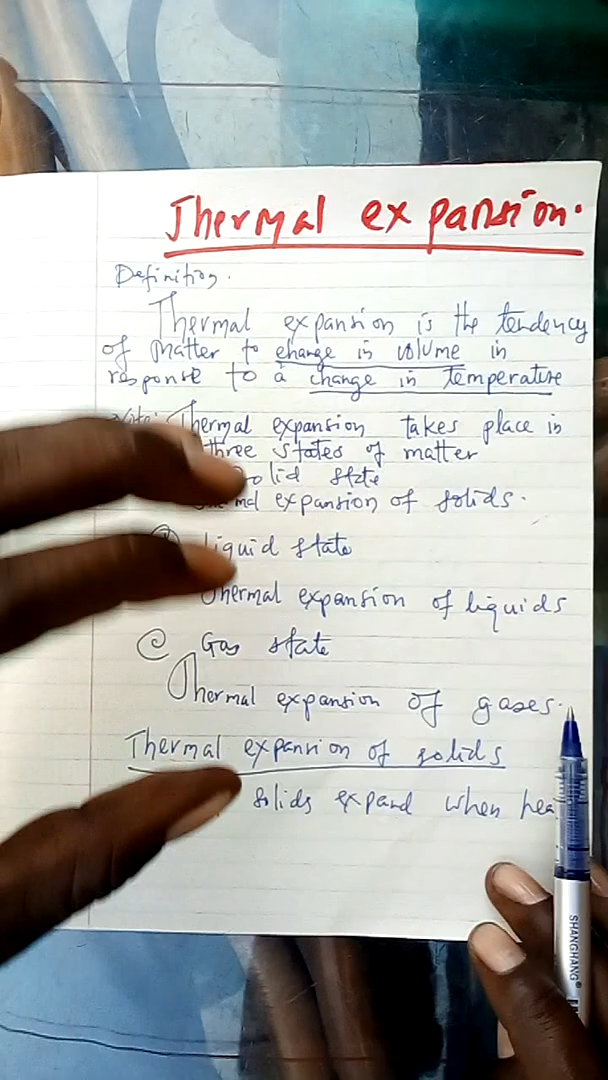 Thermal expansion.
Definition.
Thermal expansion is the tendency
of matter to change in volume in
response to a change in temperature
Thermal expansion takes place in
three states of matter
solid state
expansion of solids.
liquid state
Thermal expansion of liquids
C Gas state
Thermal expansion of gases.
Thermal expansion of solids
solids expand when
SHANGHANG